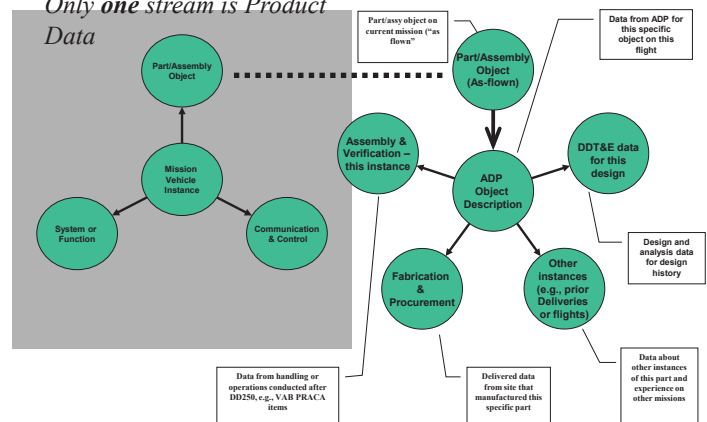 Only one stream is Product
Data
Part/Assembly
Object
Mission
Vehicle
Instance
System or
Function
Communication
& Control
Part/assy object on
current mission ("as
flown"
Part/Assembly
Object
(As-flown)
Data from ADP for
this specific
object on this
flight
Assembly &
Verification –
this instance
ADP
Object
Description
DDT&E data
for this
design
Design and
analysis data
for design
history
Fabrication
&
Procurement
Other
instances
(e.g., prior
Deliveries
or flights)
Data from handling or
operations conducted after
DD250, e.g., VAB PRACA
items
Delivered data
from site that
manufactured this
specific part
Data about
other instances
of this part and
experience on
other missions